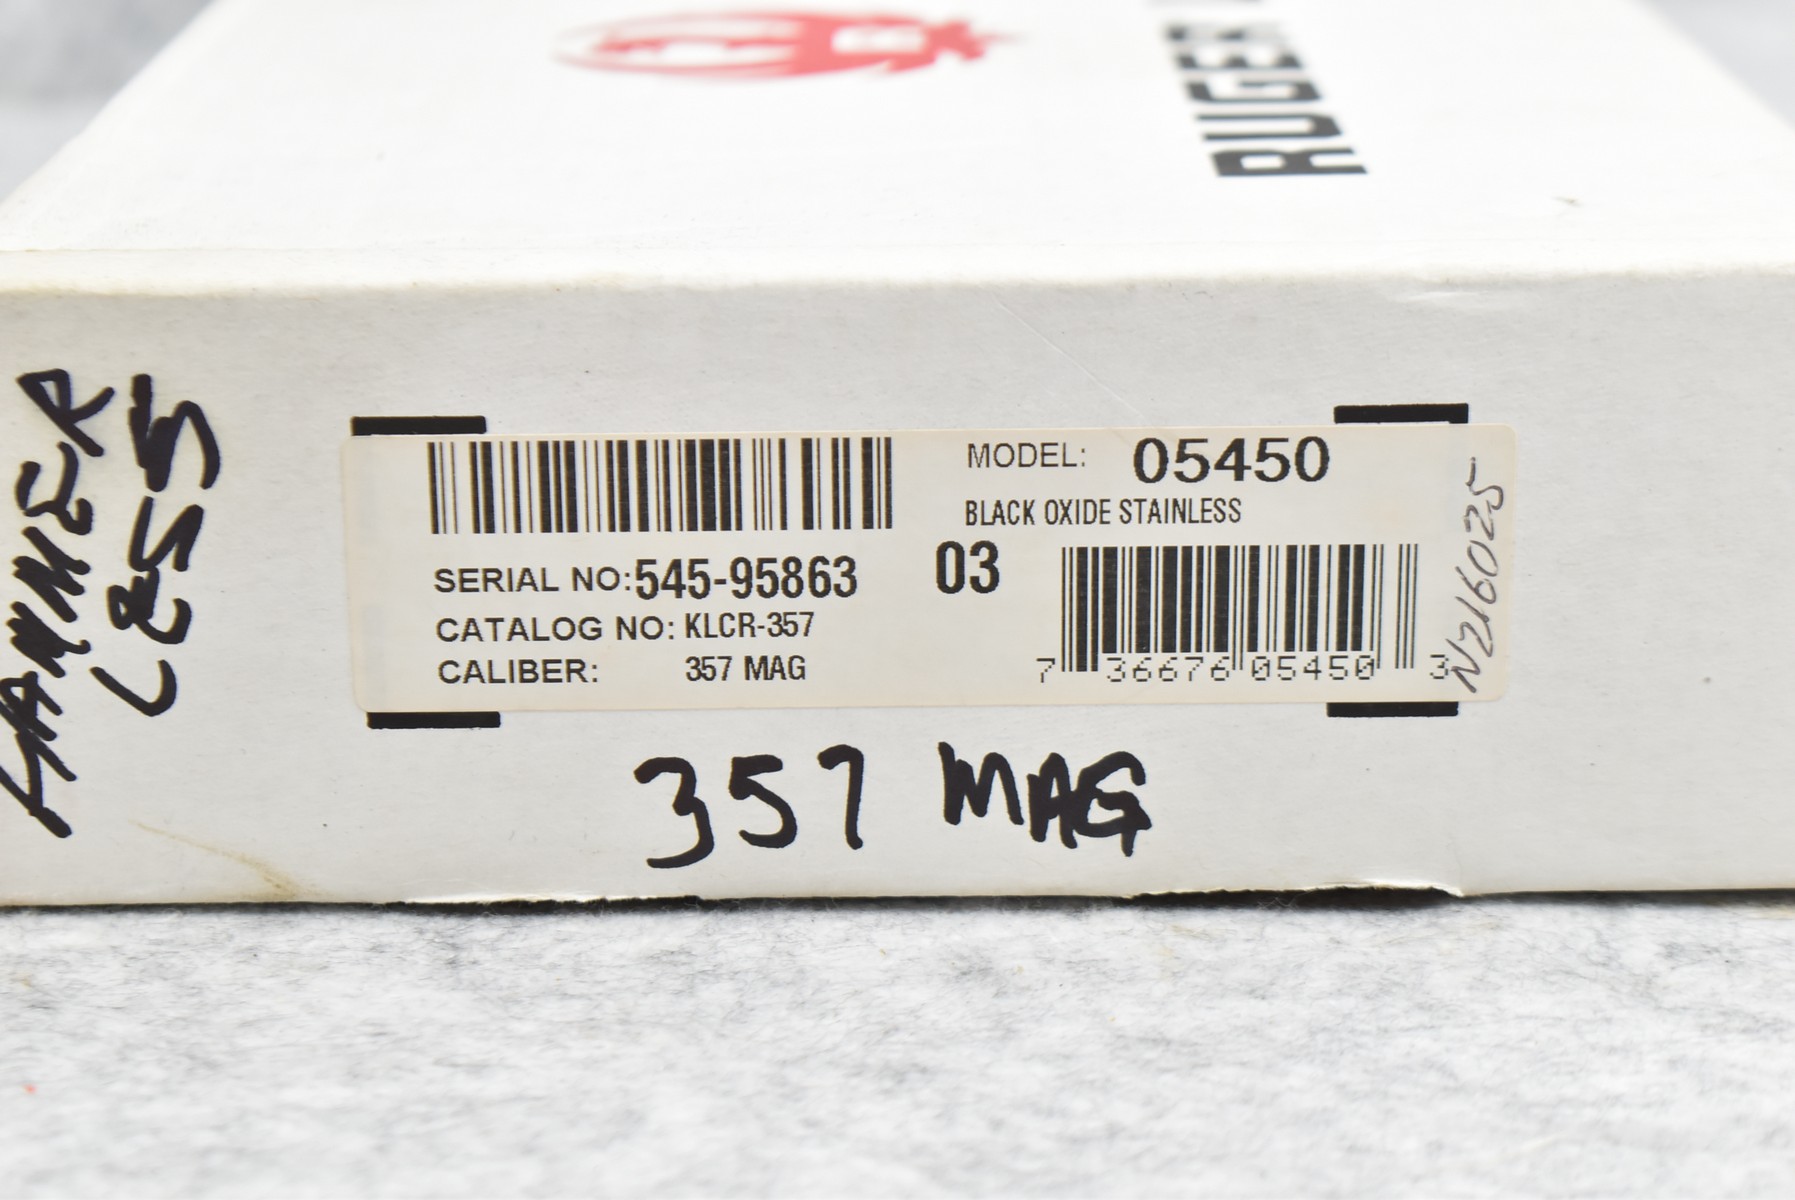 RUGER
HAMMER
LESS
MODEL: 05450
BLACK OXIDE STAINLESS
SERIAL NO: 545-95863
03
CATALOG NO: KLCR-357
CALIBER: 357 MAG
7 36676 05450 3
N216025
357 MAG